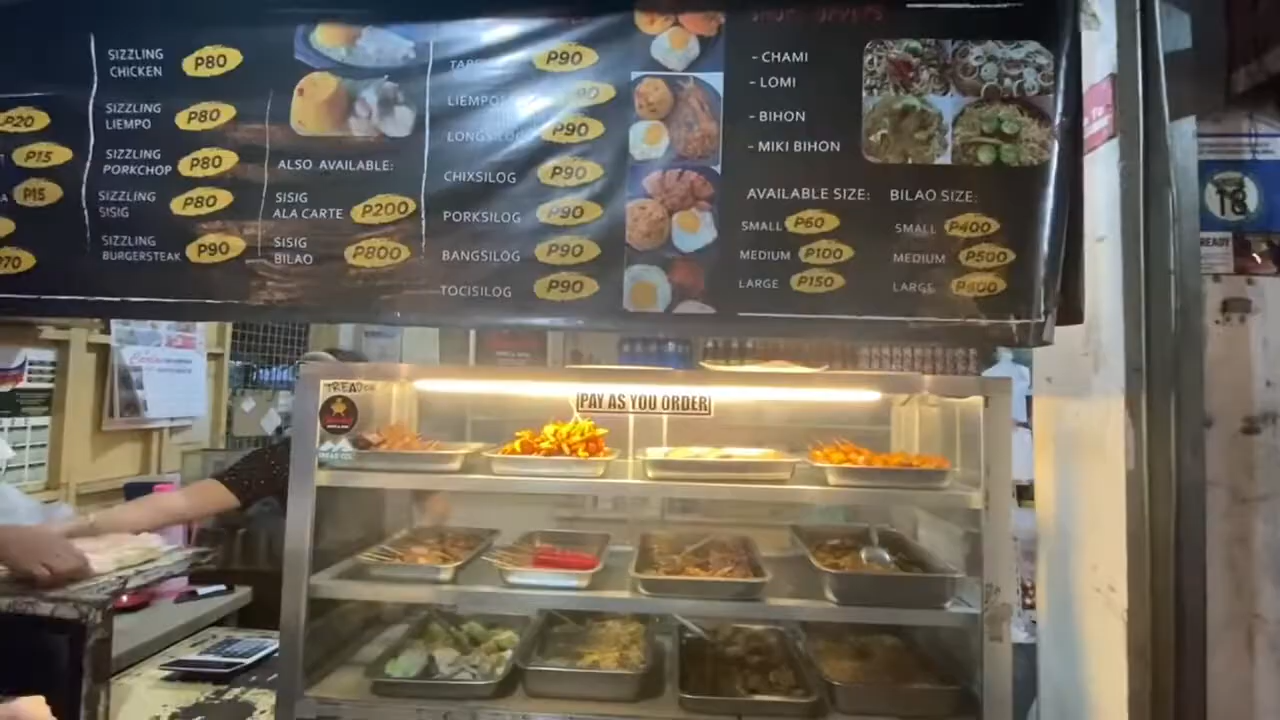 P20
P15
P15
P70
SIZZLING
CHICKEN P80
SIZZLING
LIEMPO P80
SIZZLING
PORKCHOP P80
SIZZLING
SISIG P80
SIZZLING
BURGERSTEAK P90
ALSO AVAILABLE:
SISIG
ALA CARTE P200
SISIG
BILAO P800
P90
LIEMPO
P90
CHIXSILOG P90
PORKSILOG P90
BANGSILOG P90
TOCISILOG P90
- CHAMI
- LOMI
- BIHON
- MIKI BIHON
AVAILABLE SIZE:
SMALL P60
MEDIUM P100
LARGE P150
BILAO SIZE:
SMALL P400
MEDIUM P500
LARGE
PAY AS YOU ORDER
18
READY